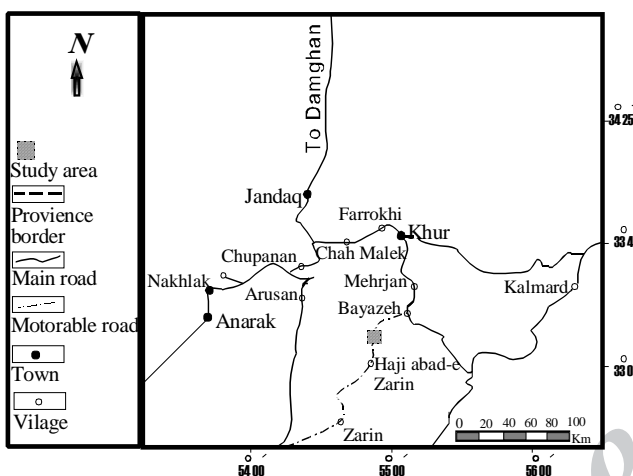 N
Study area
Provience
border
Main road
Motorable road
Town
Vilage
To Damghan
Jandaq
Farrokhi
Khur
Chah Malek
Chupanan
Nakhlak
Arusan
Mehrjan
Kalmard
Anarak
Bayazeh
Haji abad-e
Zarin
Zarin
0 20 40 60 80 100
Km
34 25
33 4
33 0
54 00
55 00
56 00